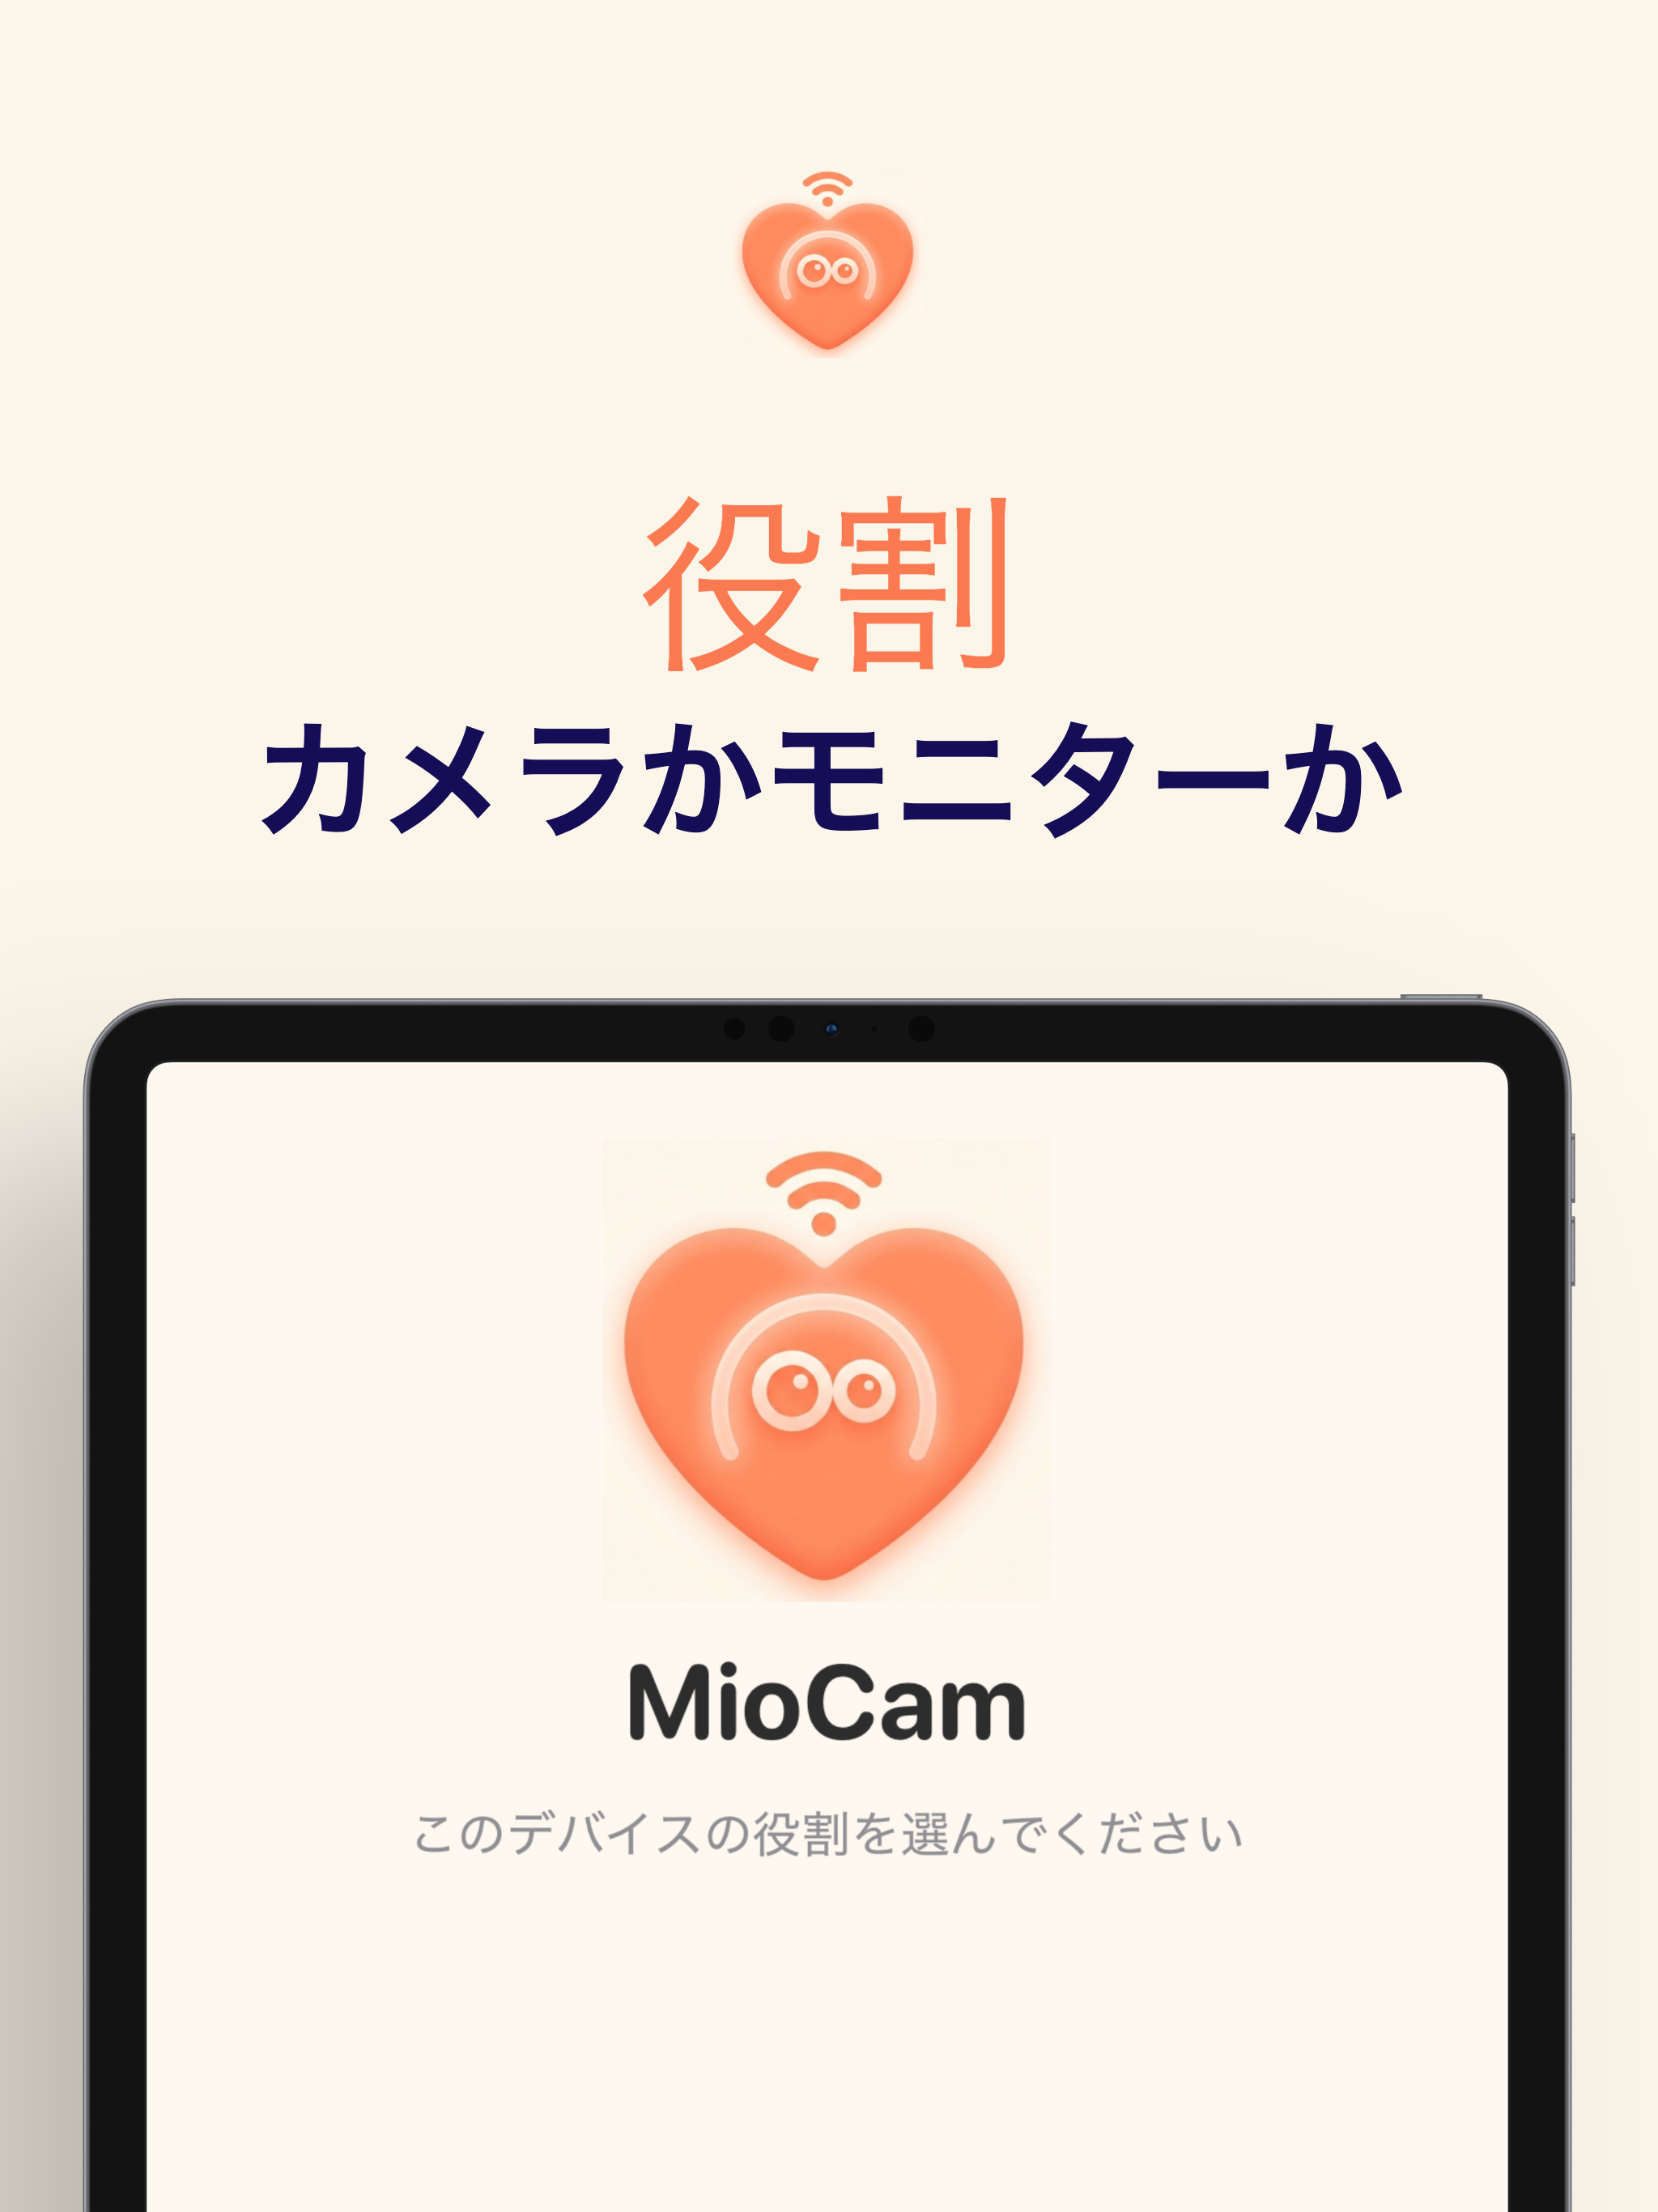 役割
カメラかモニターか
MioCam
このデバイスの役割を選んでください